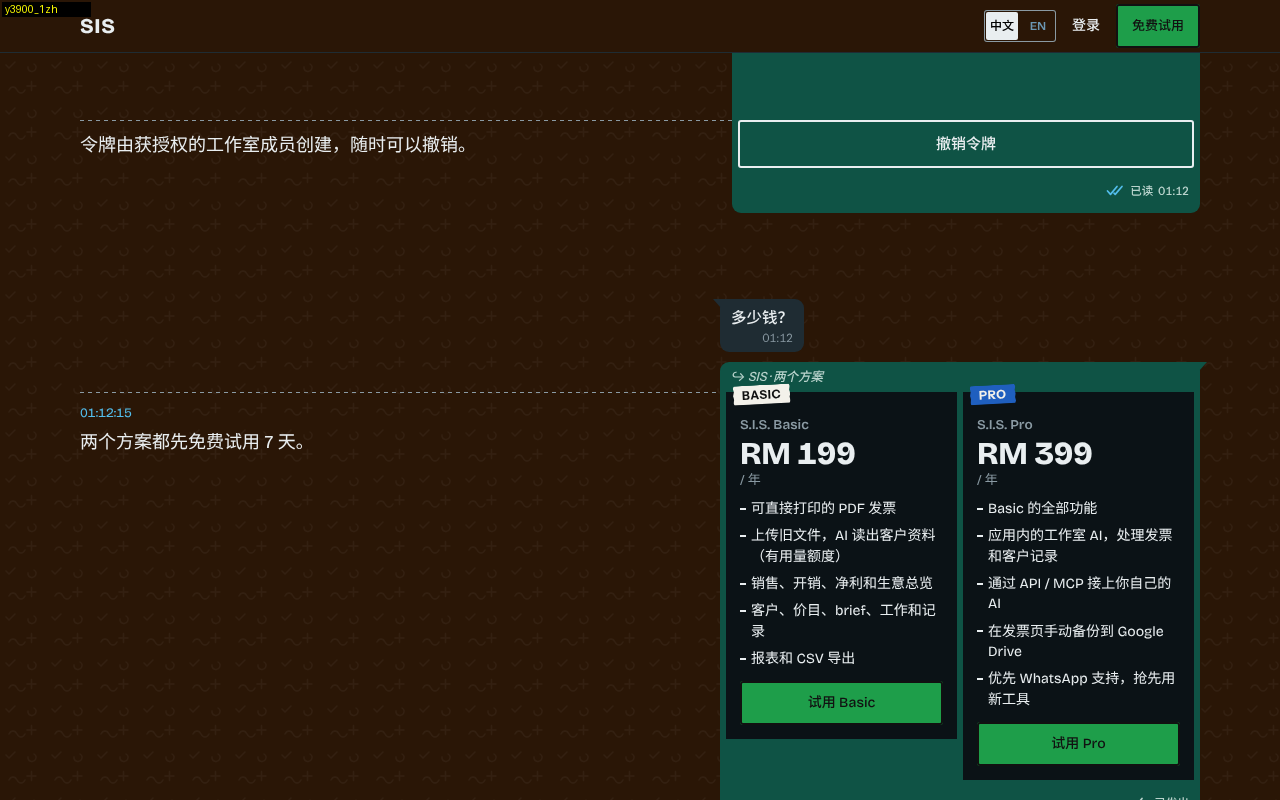 y3900_1zh
SIS
中文
EN
登录
免费试用
令牌由获授权的工作室成员创建，随时可以撤销。
撤销令牌
已读 01:12
多少钱？
01:12
↪ SIS · 两个方案
01:12:15
两个方案都先免费试用 7 天。
BASIC
S.I.S. Basic
RM 199
/ 年
– 可直接打印的 PDF 发票
– 上传旧文件，AI 读出客户资料
（有用量额度）
– 销售、开销、净利和生意总览
– 客户、价目、brief、工作和记
录
– 报表和 CSV 导出
试用 Basic
PRO
S.I.S. Pro
RM 399
/ 年
– Basic 的全部功能
– 应用内的工作室 AI，处理发票
和客户记录
– 通过 API / MCP 接上你自己的
AI
– 在发票页手动备份到 Google
Drive
– 优先 WhatsApp 支持，抢先用
新工具
试用 Pro